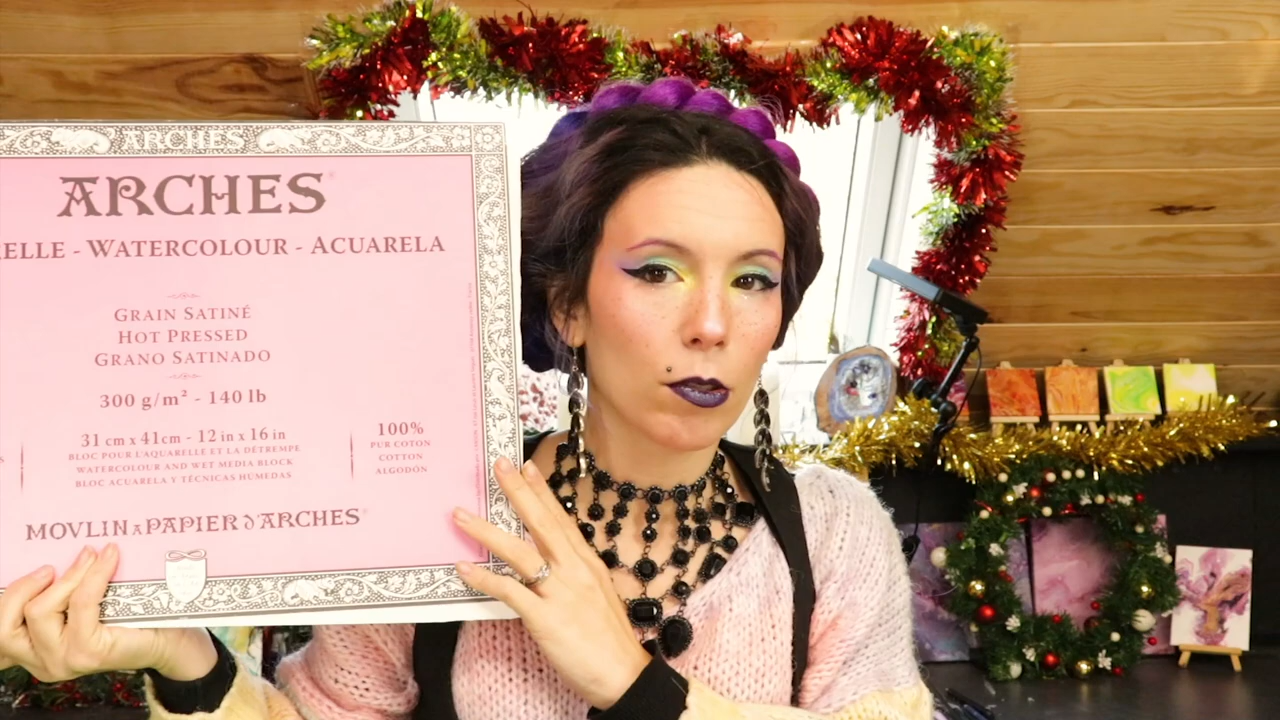 ARCHES
ARCHES
ELLE - WATERCOLOUR - ACUARELA
GRAIN SATINÉ
HOT PRESSED
GRANO SATINADO
300 g/m² - 140 lb
31 cm x 41cm - 12 in x 16 in
BLOC POUR L'AQUARELLE ET LA DÉTREMPE
WATERCOLOUR AND WET MEDIA BLOCK
BLOC ACUARELA Y TÉCNICAS HÚMEDAS
100%
PUR COTON
COTTON
ALGODÓN
MOVLIN A PAPIER D'ARCHES